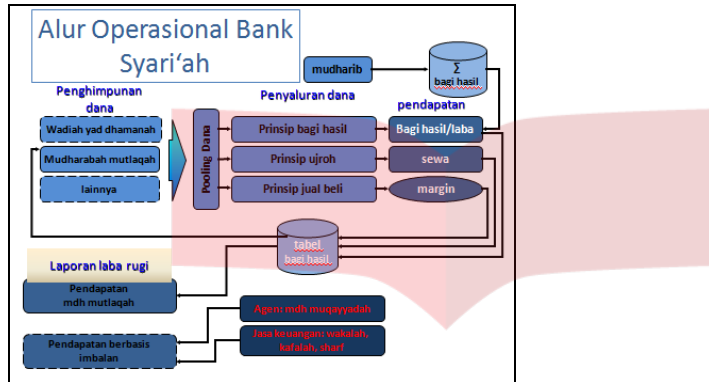 Alur Operasional Bank
Syari‘ah
mudharib
Σ
bagi hasil
Penghimpunan
dana
Penyaluran dana
pendapatan
Wadiah yad dhamanah
Mudharabah mutlaqah
lainnya
Pooling Dana
Prinsip bagi hasil
Prinsip ujroh
Prinsip jual beli
Bagi hasil/laba
sewa
margin
tabel
bagi hasil
Laporan laba rugi
Pendapatan
mdh mutlaqah
Pendapatan berbasis
imbalan
Agen: mdh muqayyadah
Jasa keuangan: wakalah,
kafalah, sharf